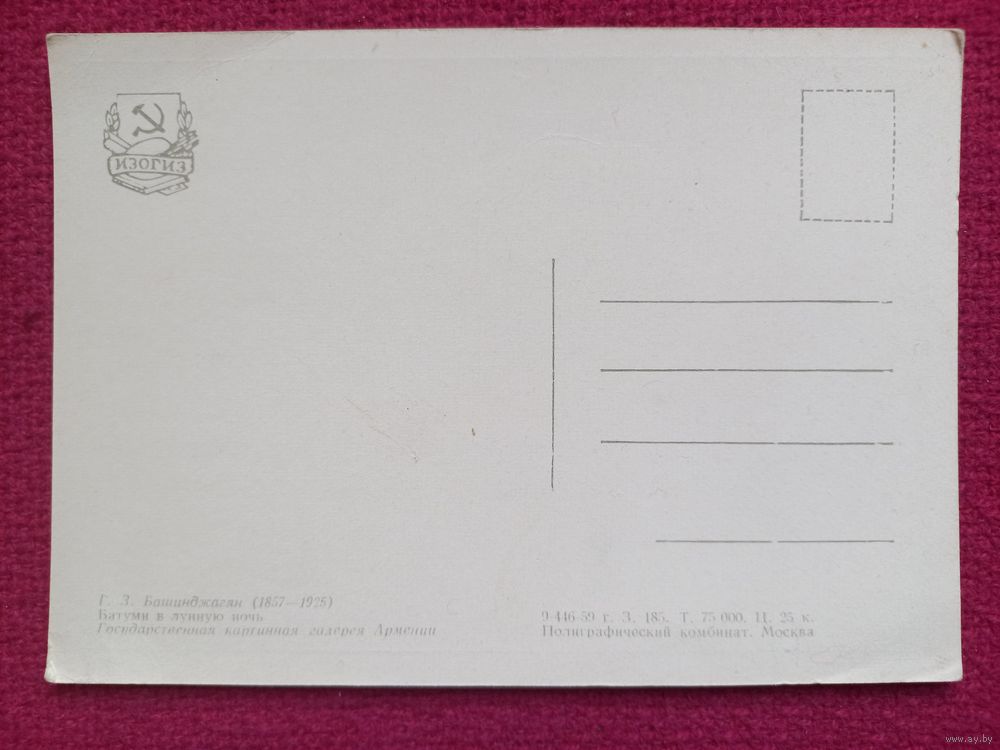 ИЗОГИЗ
Г. З. Башинджагян (1857—1925)
Батуми в лунную ночь
Государственная картинная галерея Армении
9-446-59 г. З. 185. Т. 75 000. Ц. 25 к.
Полиграфический комбинат. Москва
www.ay.by